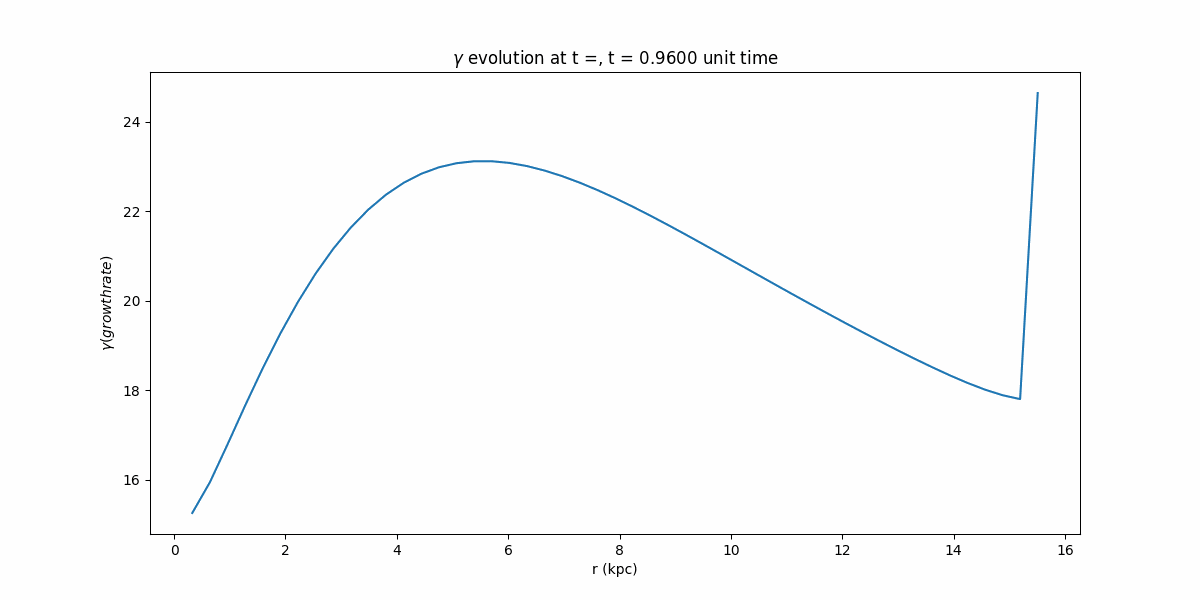 γ evolution at t =, t = 0.9600 unit time
γ(growthrate)
24
22
20
18
16
0 2 4 6 8 10 12 14 16
r (kpc)